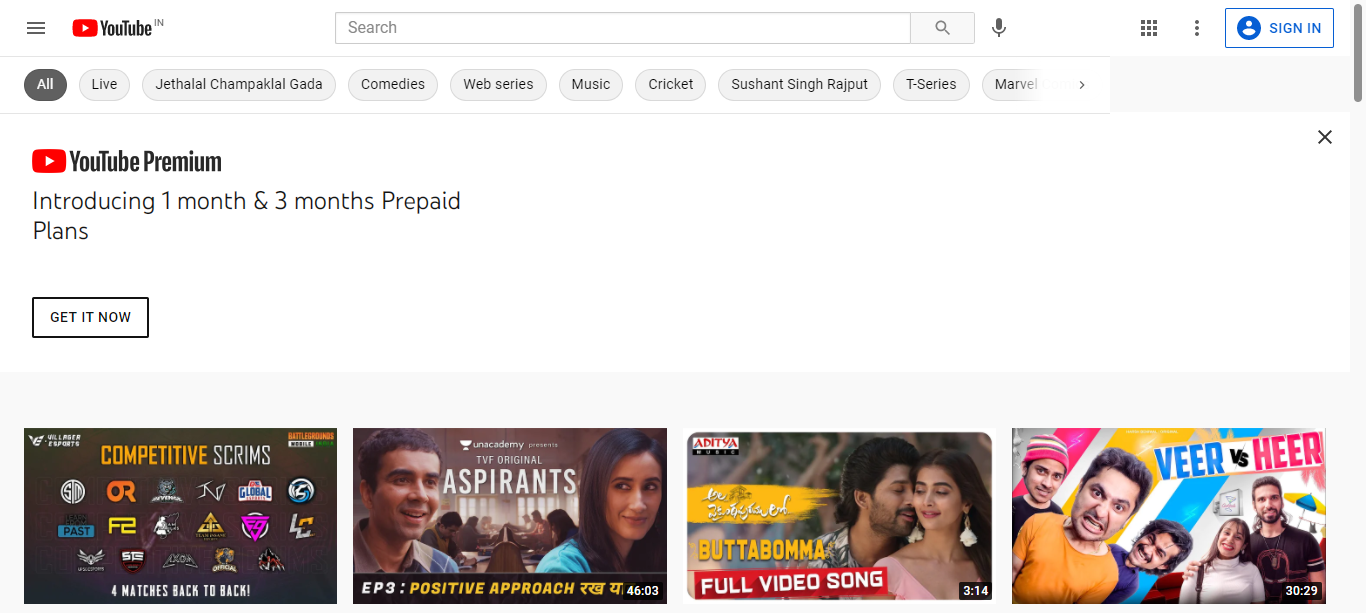 YouTube IN
Search
SIGN IN
All
Live
Jethalal Champaklal Gada
Comedies
Web series
Music
Cricket
Sushant Singh Rajput
T-Series
Marvel
YouTube Premium
Introducing 1 month & 3 months Prepaid
Plans
GET IT NOW
VILLAGER
ESPORTS
BATTLEGROUNDS
MOBILE
COMPETITIVE SCRIMS
OR
GLOBAL
PAST
4 MATCHES BACK TO BACK!
unacademy presents
TVF ORIGINAL
ASPIRANTS
EP3 : POSITIVE APPROACH रख
46:03
ADITYA
MUSIC
BUTTABOMMA
FULL VIDEO SONG
3:14
VEER VS HEER
30:29